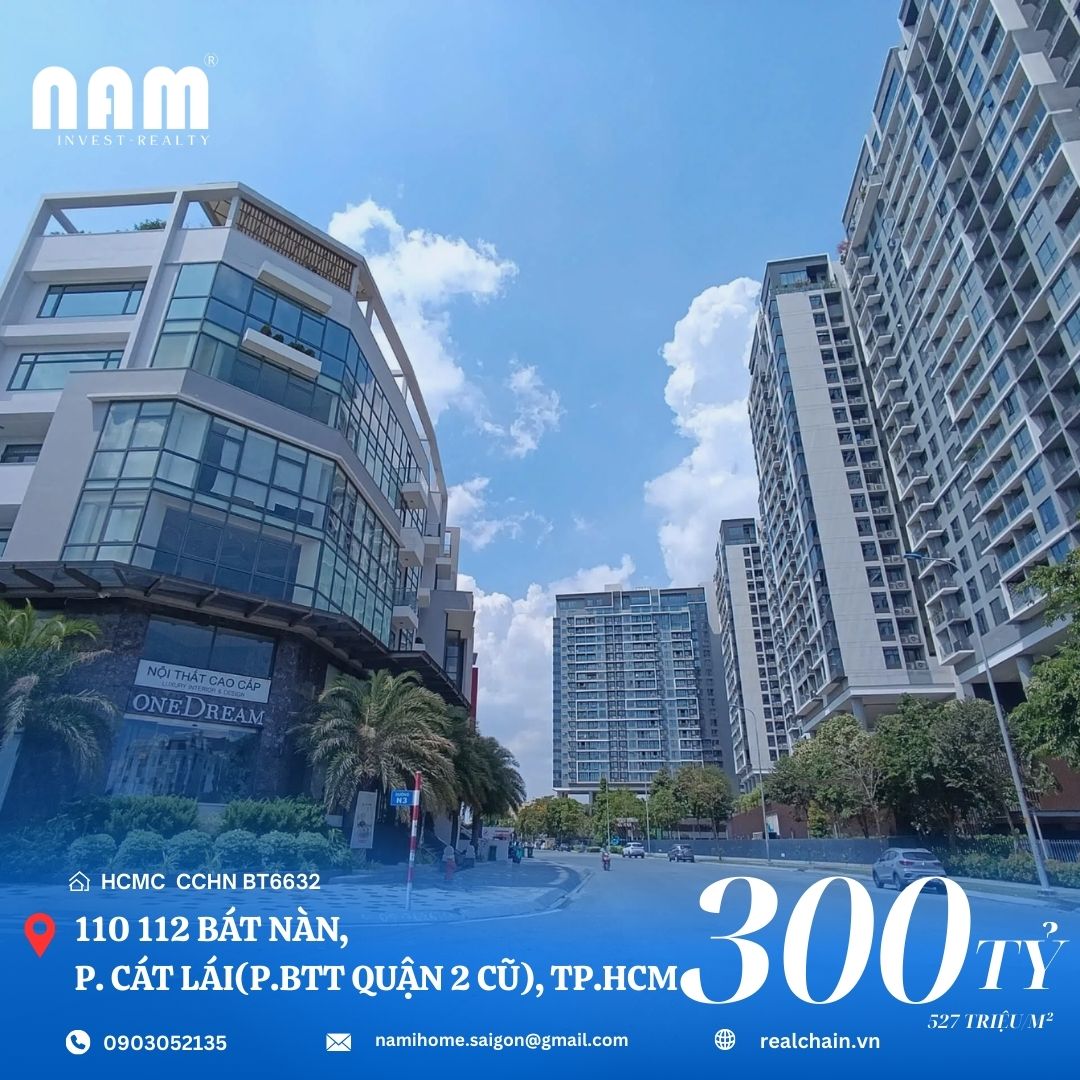 NAM®
INVEST-REALTY
NỘI THẤT CAO CẤP
LUXURY INTERIOR & DESIGN
ONEDREAM
ĐƯỜNG
N3
HCMC CCHN BT6632
110 112 BÁT NÀN,
P. CÁT LÁI(P.BTT QUẬN 2 CŨ), TP.HCM
300 TỶ
527 TRIỆU/M²
0903052135
namihome.saigon@gmail.com
realchain.vn